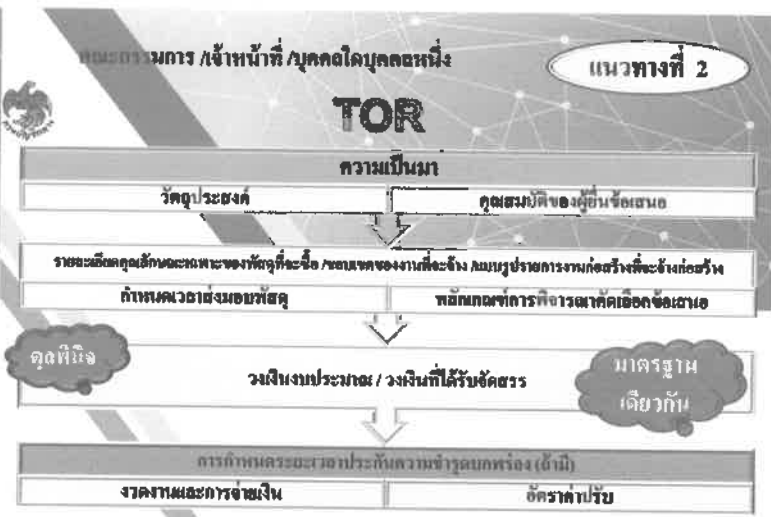 คณะกรรมการ /เจ้าหน้าที่ /บุคคลใดบุคคลหนึ่ง
แนวทางที่ 2
TOR
ความเป็นมา
วัตถุประสงค์
คุณสมบัติของผู้ยื่นข้อเสนอ
รายละเอียดคุณลักษณะเฉพาะของพัสดุที่จะซื้อ /ขอบเขตของงานที่จะจ้าง /แบบรูปรายการงานก่อสร้างที่จะจ้างก่อสร้าง
กำหนดเวลาส่งมอบพัสดุ
หลักเกณฑ์การพิจารณาคัดเลือกข้อเสนอ
ดุลพินิจ
วงเงินงบประมาณ / วงเงินที่ได้รับจัดสรร
มาตรฐาน
เดียวกัน
การกำหนดระยะเวลาประกันความชำรุดบกพร่อง (ถ้ามี)
งวดงานและการจ่ายเงิน
อัตราค่าปรับ